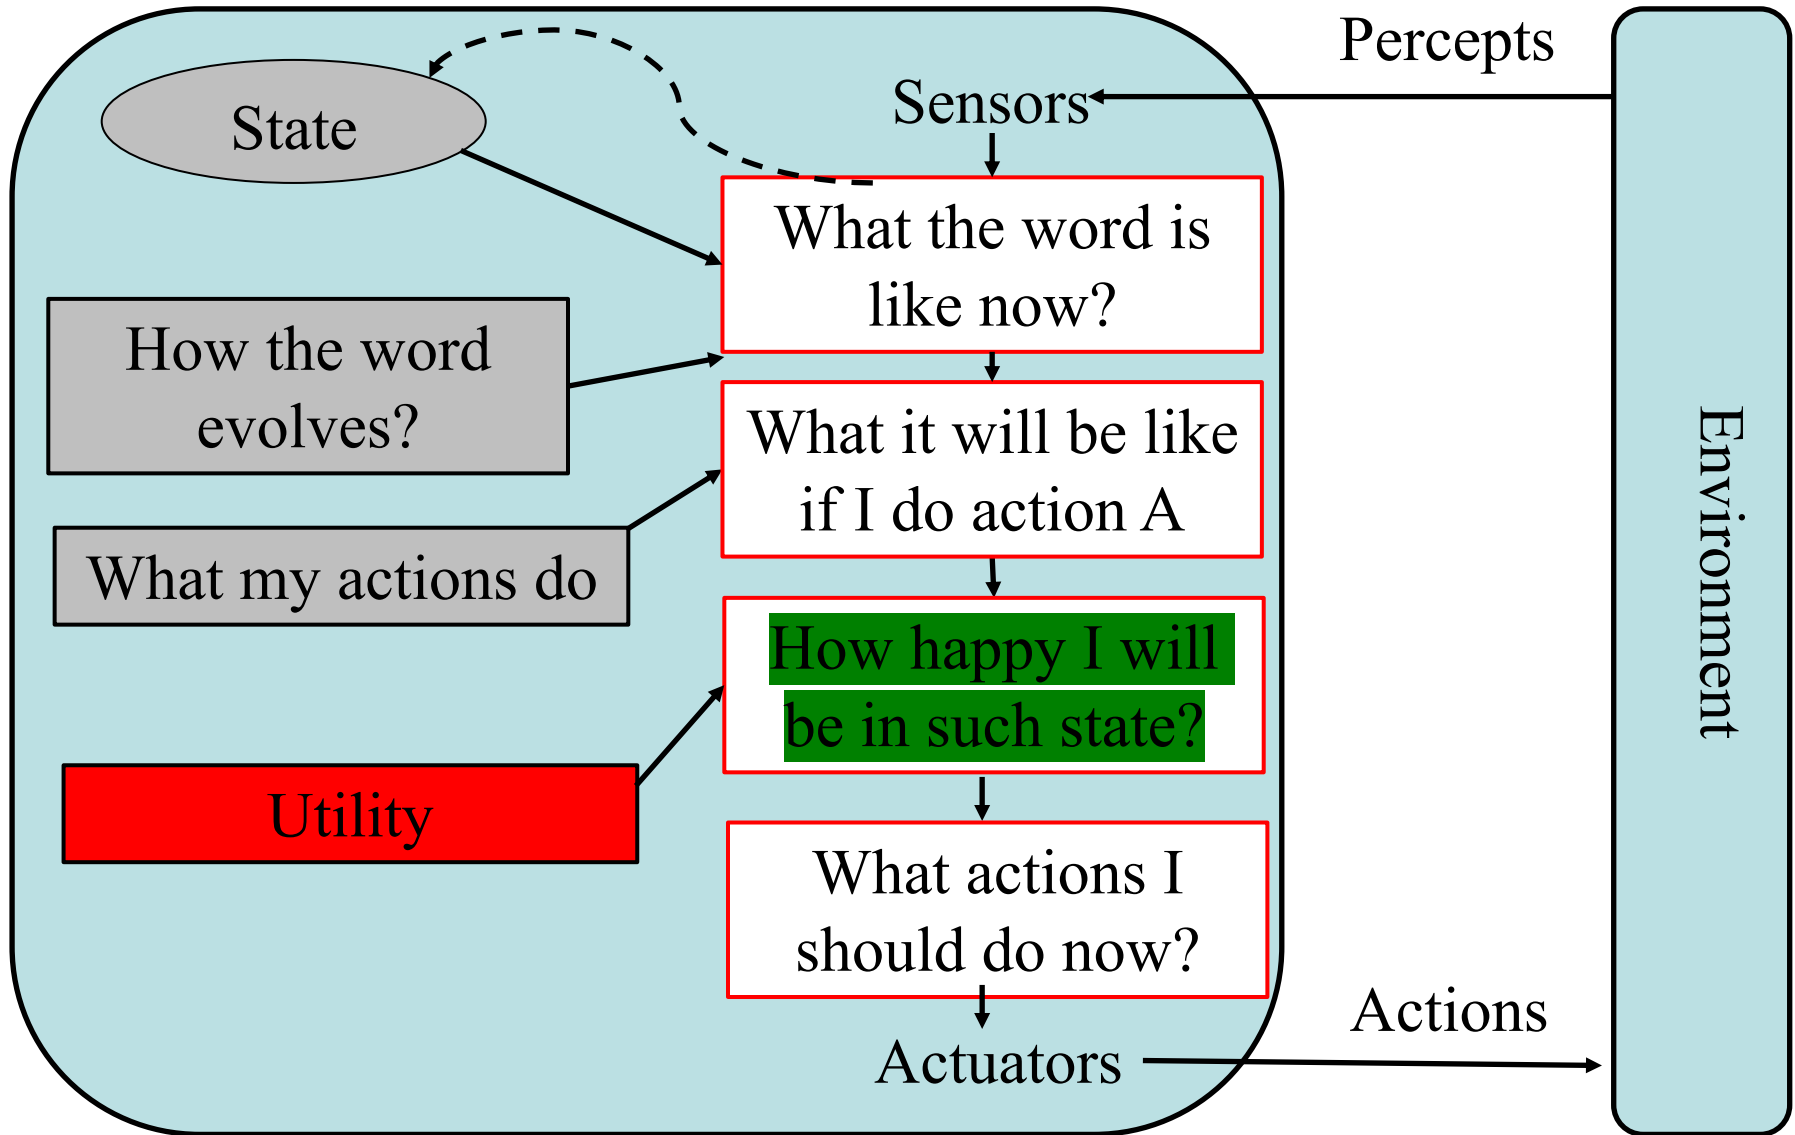 Percepts
Sensors
State
What the word is
like now?
How the word
evolves?
What it will be like
if I do action A
What my actions do
How happy I will
be in such state?
Utility
What actions I
should do now?
Actions
Actuators
Environment